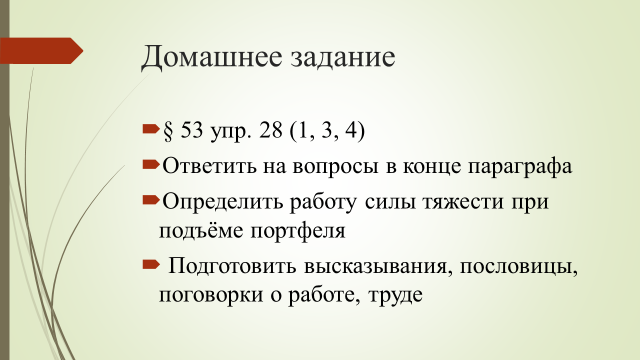 Домашнее задание
§ 53 упр. 28 (1, 3, 4)
Ответить на вопросы в конце параграфа
Определить работу силы тяжести при
подъёме портфеля
Подготовить высказывания, пословицы,
поговорки о работе, труде